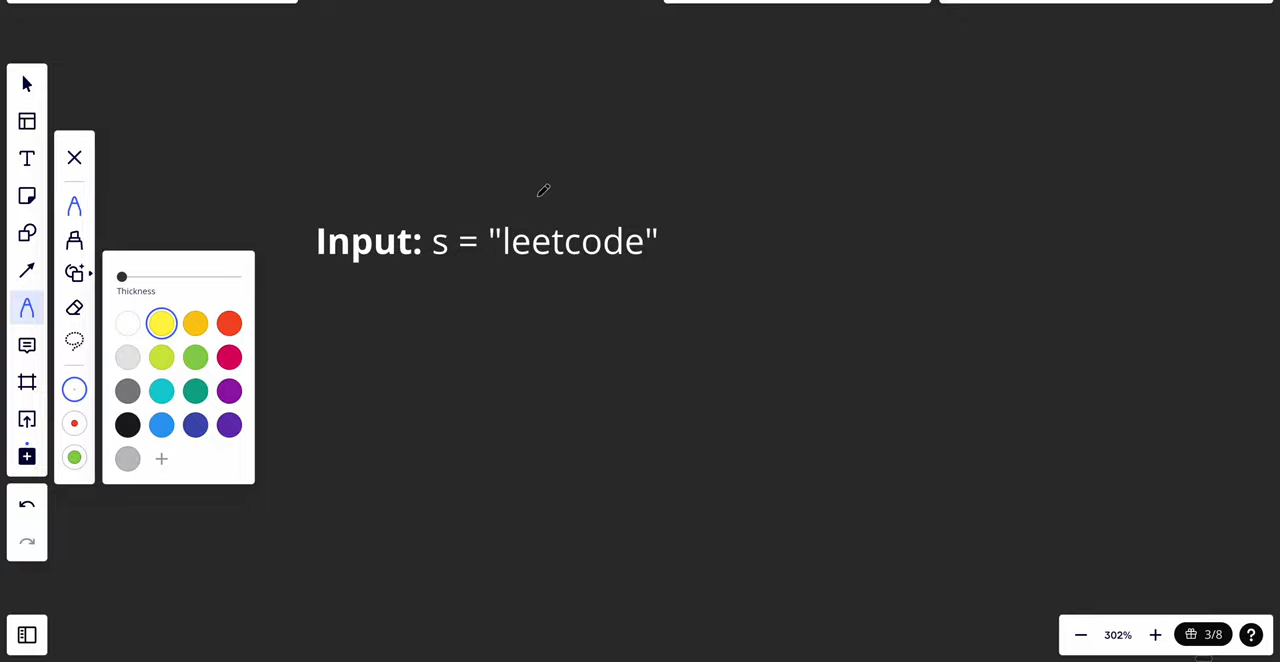 Input: s = "leetcode"
Thickness
302%
3/8